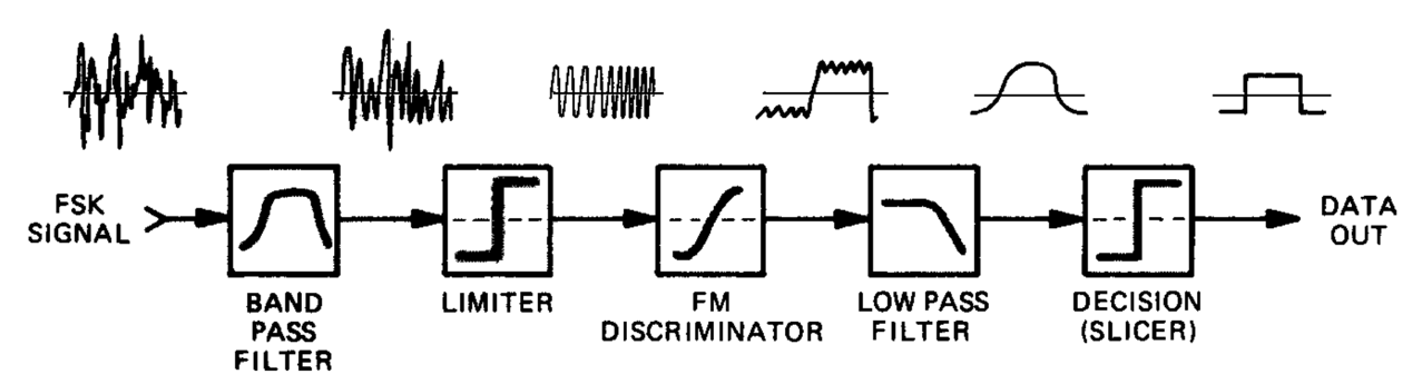 FSK
SIGNAL
BAND
PASS
FILTER
LIMITER
FM
DISCRIMINATOR
LOW PASS
FILTER
DECISION
(SLICER)
DATA
OUT